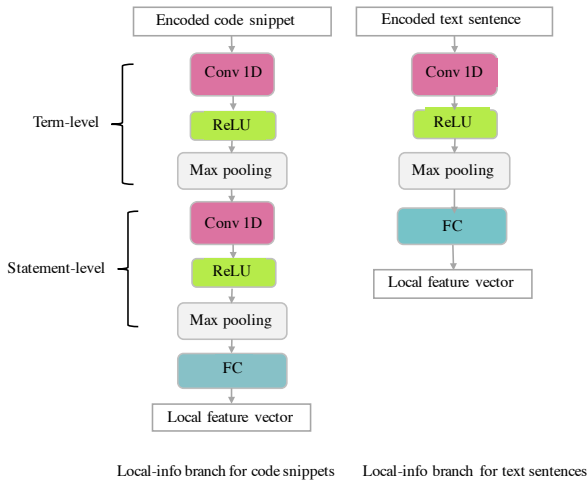 Encoded code snippet
Conv 1D
ReLU
Max pooling
Conv 1D
ReLU
Max pooling
FC
Local feature vector
Term-level
Statement-level
Local-info branch for code snippets
Encoded text sentence
Conv 1D
ReLU
Max pooling
FC
Local feature vector
Local-info branch for text sentences